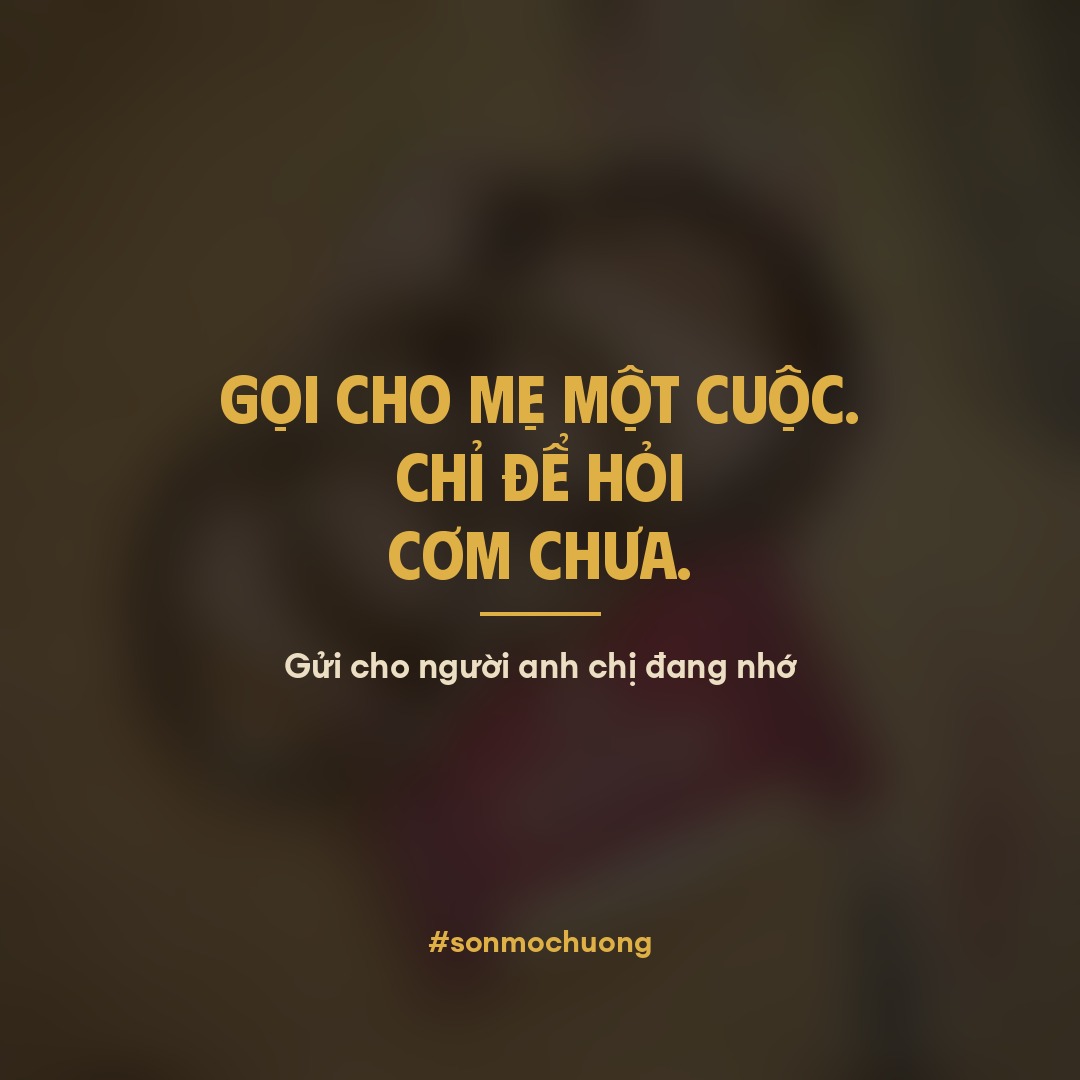 GỌI CHO MẸ MỘT CUỘC.
CHỈ ĐỂ HỎI
CƠM CHƯA.
Gửi cho người anh chị đang nhớ
#sonmochuong